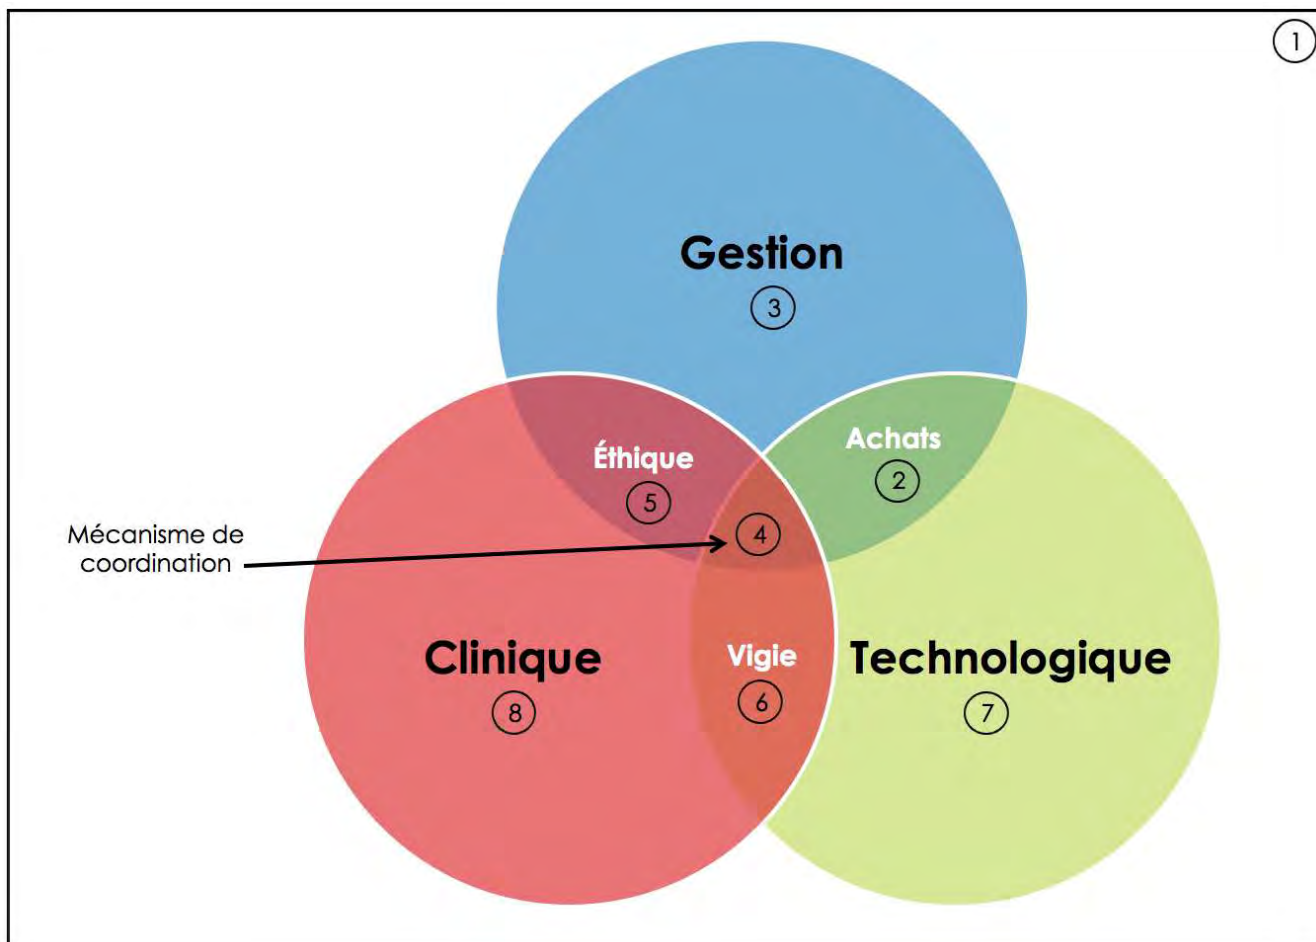 1
Gestion
3
Achats
2
Éthique
5
4
Mécanisme de
coordination
Clinique
8
Vigie
6
Technologique
7